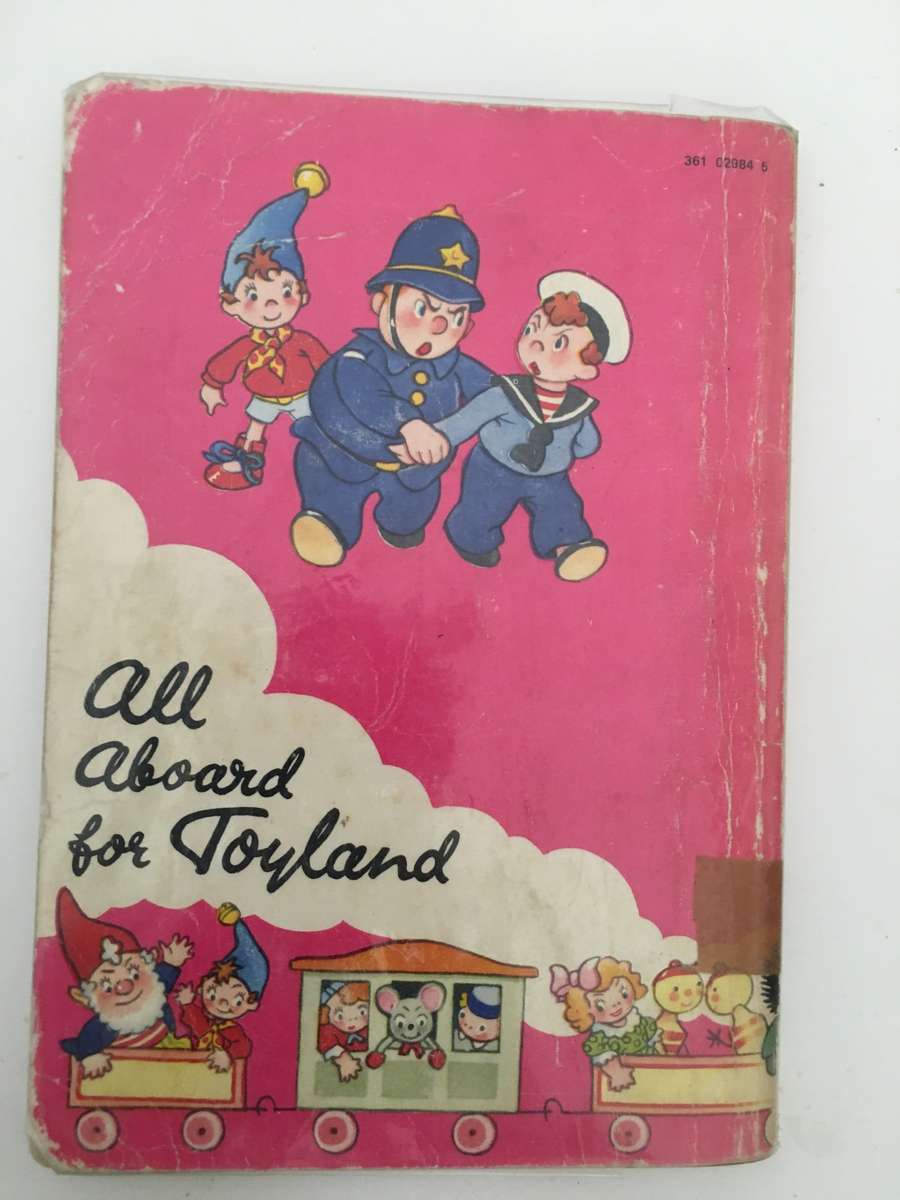 361 02984 6
All
Aboard
for Toyland